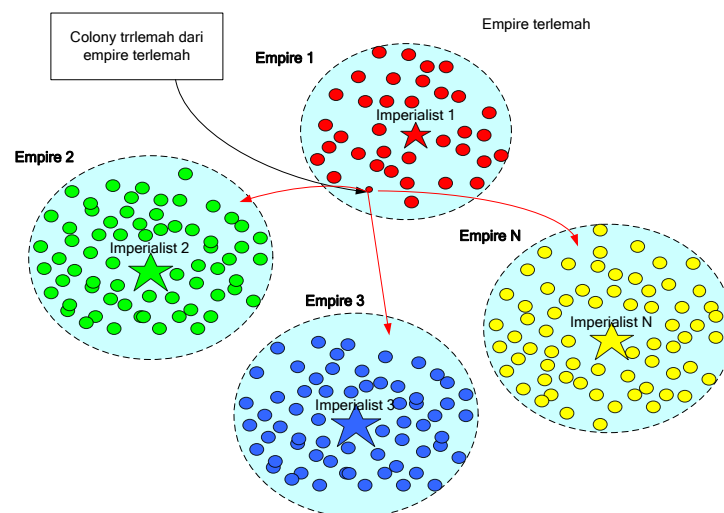 Empire terlemah
Colony trrlemah dari
empire terlemah
Empire 1
Imperialist 1
Empire 2
Imperialist 2
Empire N
Imperialist N
Empire 3
Imperialist 3